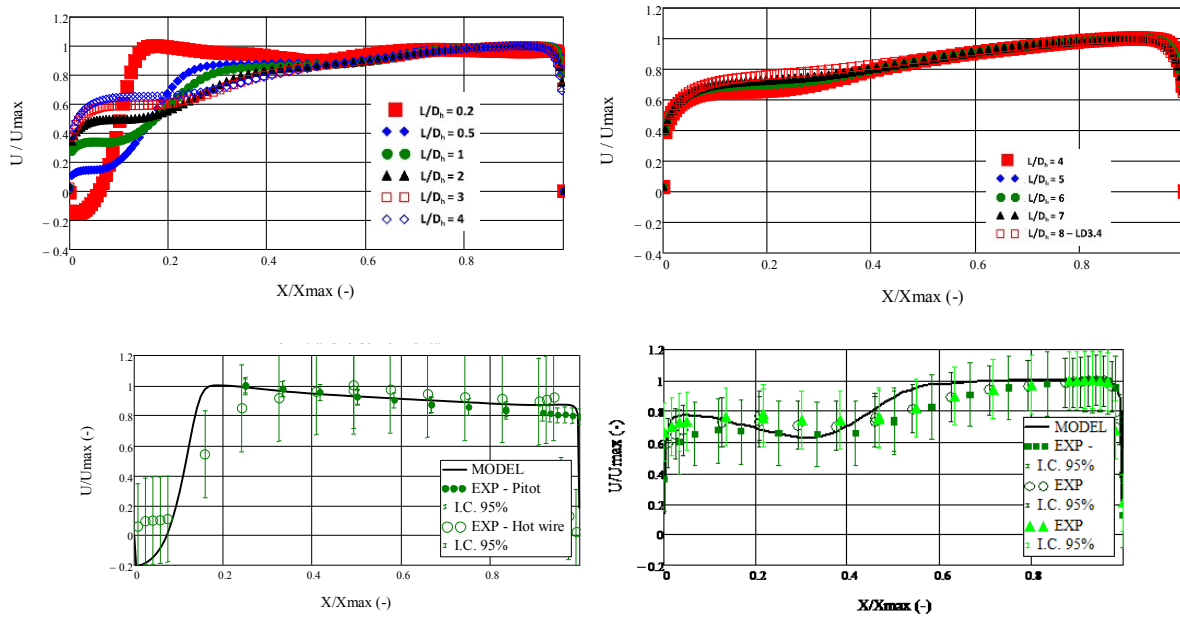 1.2
1
0.8
0.6
0.4
0.2
0
− 0.2
− 0.4
U / Umax
0
0.2
0.4
0.6
0.8
X/Xmax (-)
L/Dh = 0.2
L/Dh = 0.5
L/Dh = 1
L/Dh = 2
L/Dh = 3
L/Dh = 4
1.2
1
0.8
0.6
0.4
0.2
0
− 0.2
− 0.4
U / Umax
0
0.2
0.4
0.6
0.8
X/Xmax (-)
L/Dh = 4
L/Dh = 5
L/Dh = 6
L/Dh = 7
L/Dh = 8 – LD3.4
1.2
1
0.8
0.6
0.4
0.2
0
− 0.2
U/Umax (-)
0
0.2
0.4
0.6
0.8
X/Xmax (-)
MODEL
EXP - Pitot
I.C. 95%
EXP - Hot wire
I.C. 95%
1.2
1
0.8
0.6
0.4
0.2
0
−0.2
U/Umax (-)
0
0.2
0.4
0.6
0.8
X/Xmax (-)
MODEL
EXP -
I.C. 95%
EXP
I.C. 95%
EXP
I.C. 95%